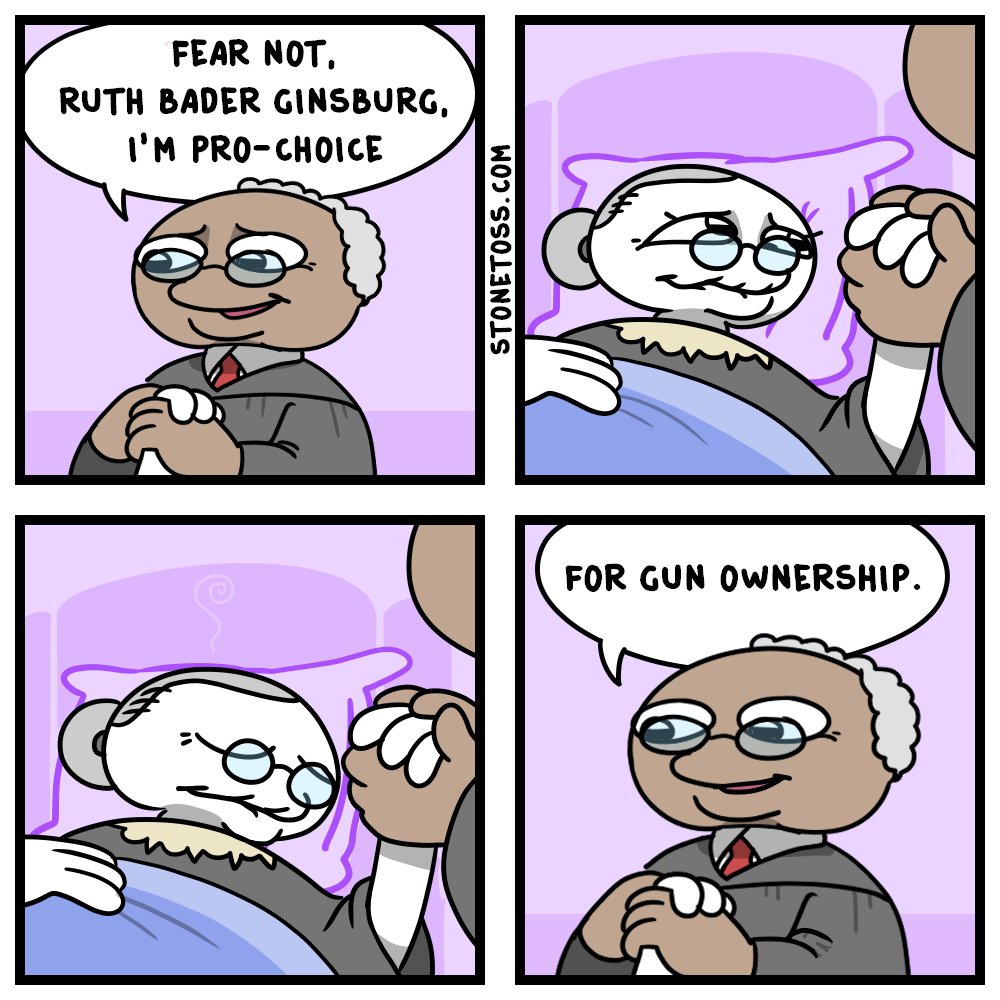 FEAR NOT,
RUTH BADER GINSBURG,
I'M PRO-CHOICE
STONETOSS.COM
FOR GUN OWNERSHIP.